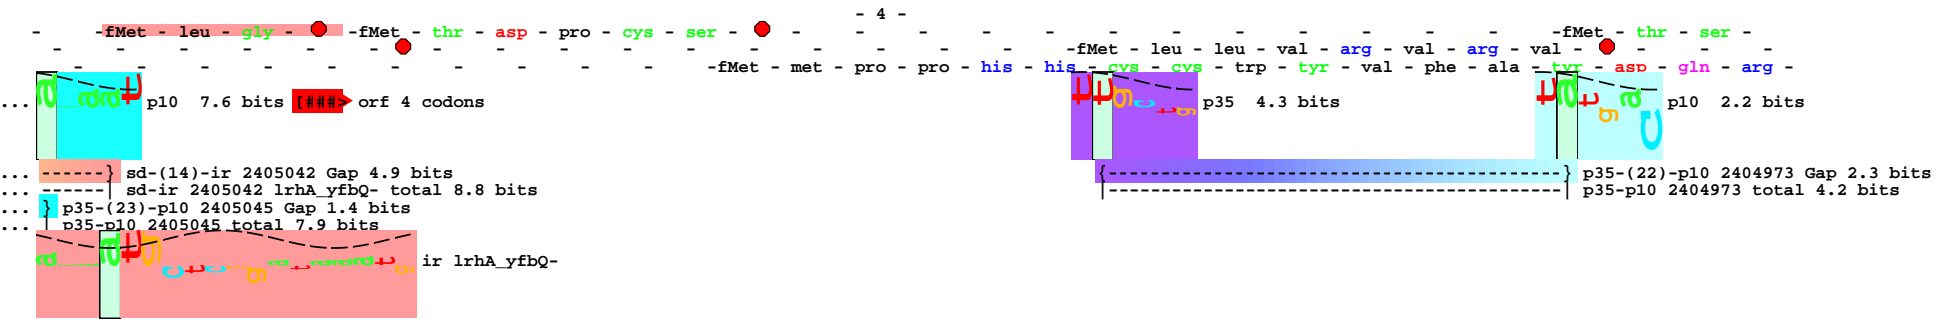 - 4 -
- -fMet - leu - gly - -fMet - thr - asp - pro - cys - ser - - - - - - - - - - - - -fMet - thr - ser -
- - - - - - - - - - - - - - - -fMet - leu - leu - val - arg - val - arg - val - - - -
- - - - - - - - - - -fMet - met - pro - pro - his - his - cys - cys - trp - tyr - val - phe - ala - tyr - asp - gln - arg -
... p10 7.6 bits [###> orf 4 codons p35 4.3 bits p10 2.2 bits
... ------} sd-(14)-ir 2405042 Gap 4.9 bits {--------------------------------------------} p35-(22)-p10 2404973 Gap 2.3 bits
... ------| sd-ir 2405042 lrhA_yfbQ- total 8.8 bits |--------------------------------------------| p35-p10 2404973 total 4.2 bits
... } p35-(23)-p10 2405045 Gap 1.4 bits
... | p35-p10 2405045 total 7.9 bits
ir lrhA_yfbQ-